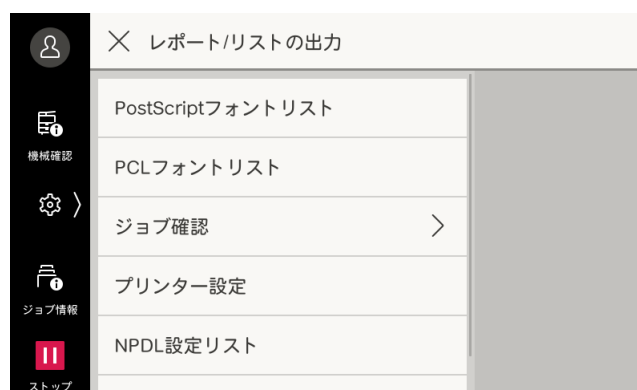 レポート/リストの出力
PostScriptフォントリスト
機械確認
PCLフォントリスト
ジョブ確認
プリンター設定
ジョブ情報
NPDL設定リスト
ストップ